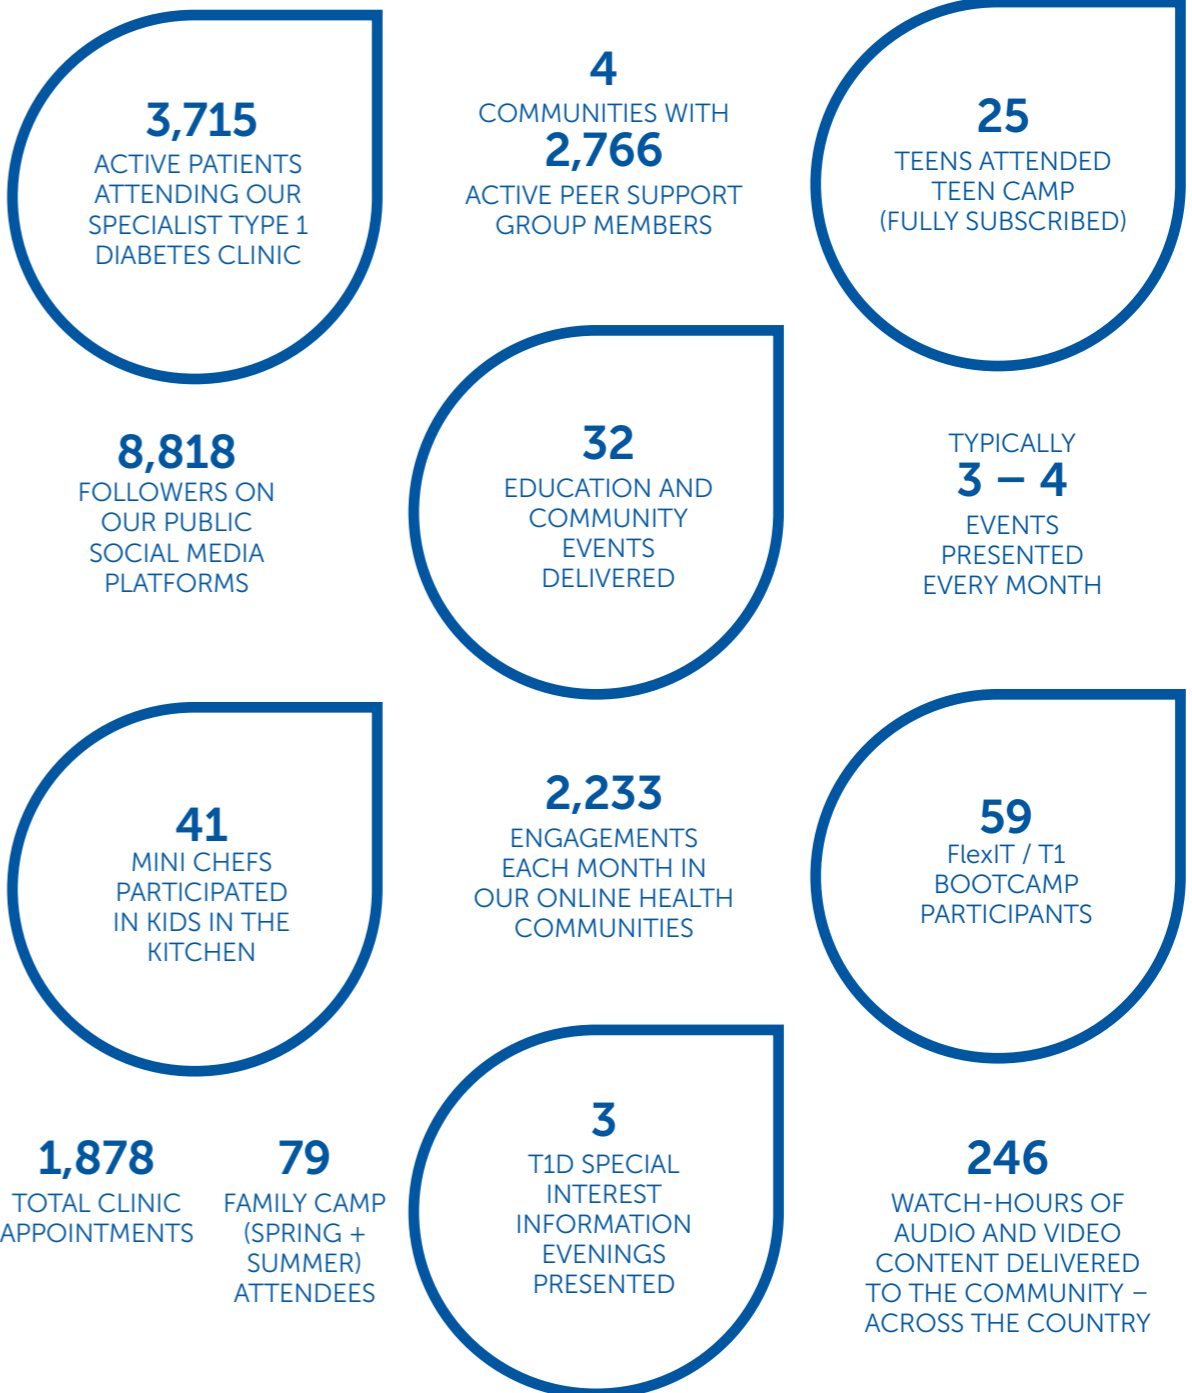 3,715
ACTIVE PATIENTS
ATTENDING OUR
SPECIALIST TYPE 1
DIABETES CLINIC
4
COMMUNITIES WITH
2,766
ACTIVE PEER SUPPORT
GROUP MEMBERS
25
TEENS ATTENDED
TEEN CAMP
(FULLY SUBSCRIBED)
8,818
FOLLOWERS ON
OUR PUBLIC
SOCIAL MEDIA
PLATFORMS
32
EDUCATION AND
COMMUNITY
EVENTS
DELIVERED
TYPICALLY
3 – 4
EVENTS
PRESENTED
EVERY MONTH
41
MINI CHEFS
PARTICIPATED
IN KIDS IN THE
KITCHEN
2,233
ENGAGEMENTS
EACH MONTH IN
OUR ONLINE HEALTH
COMMUNITIES
59
FlexIT / T1
BOOTCAMP
PARTICIPANTS
1,878
TOTAL CLINIC
APPOINTMENTS
79
FAMILY CAMP
(SPRING +
SUMMER)
ATTENDEES
3
T1D SPECIAL
INTEREST
INFORMATION
EVENINGS
PRESENTED
246
WATCH-HOURS OF
AUDIO AND VIDEO
CONTENT DELIVERED
TO THE COMMUNITY –
ACROSS THE COUNTRY